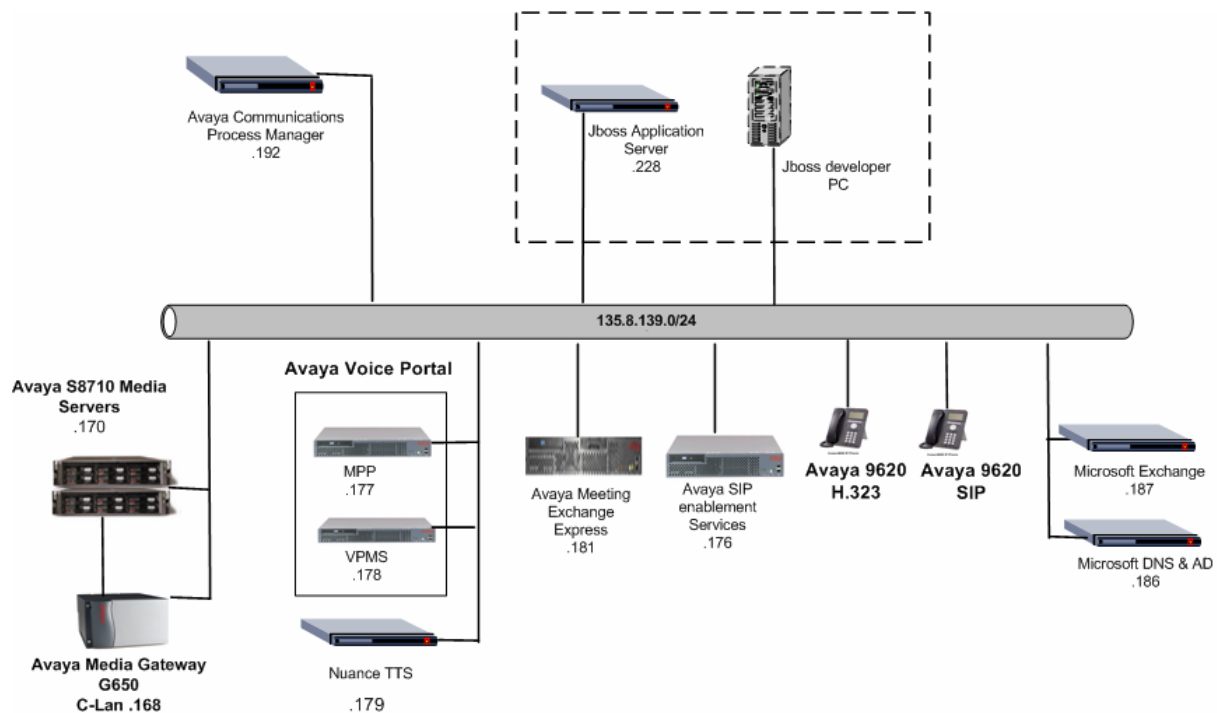 Avaya Communications
Process Manager
.192
Jboss Application
Server
.228
Jboss developer
PC
135.8.139.0/24
Avaya S8710 Media
Servers
.170
Avaya Media Gateway
G650
C-Lan .168
Avaya Voice Portal
MPP
.177
VPMS
.178
Nuance TTS
.179
Avaya Meeting
Exchange
Express
.181
Avaya SIP
enablement
Services
.176
Avaya 9620
H.323
Avaya 9620
SIP
Microsoft Exchange
.187
Microsoft DNS & AD
.186